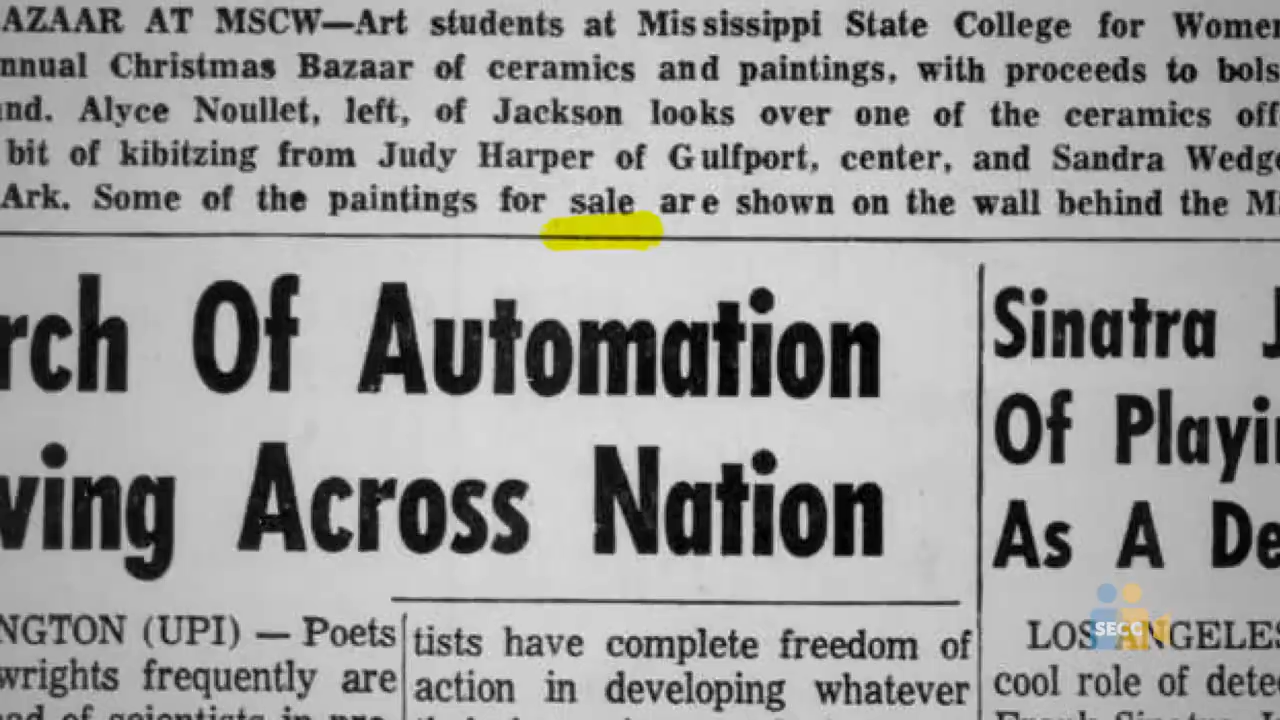 AZAAR AT MSCW—Art students at Mississippi State College for Women
nnual Christmas Bazaar of ceramics and paintings, with proceeds to bols
nd. Alyce Noullet, left, of Jackson looks over one of the ceramics off
bit of kibitzing from Judy Harper of Gulfport, center, and Sandra Wedge
Ark. Some of the paintings for sale are shown on the wall behind the M
rch Of Automation
ving Across Nation
Sinatra J
Of Playi
As A De
NGTON (UPI) — Poets
wrights frequently are
tists have complete freedom of
action in developing whatever
LOS ANGELES
cool role of dete
SECC